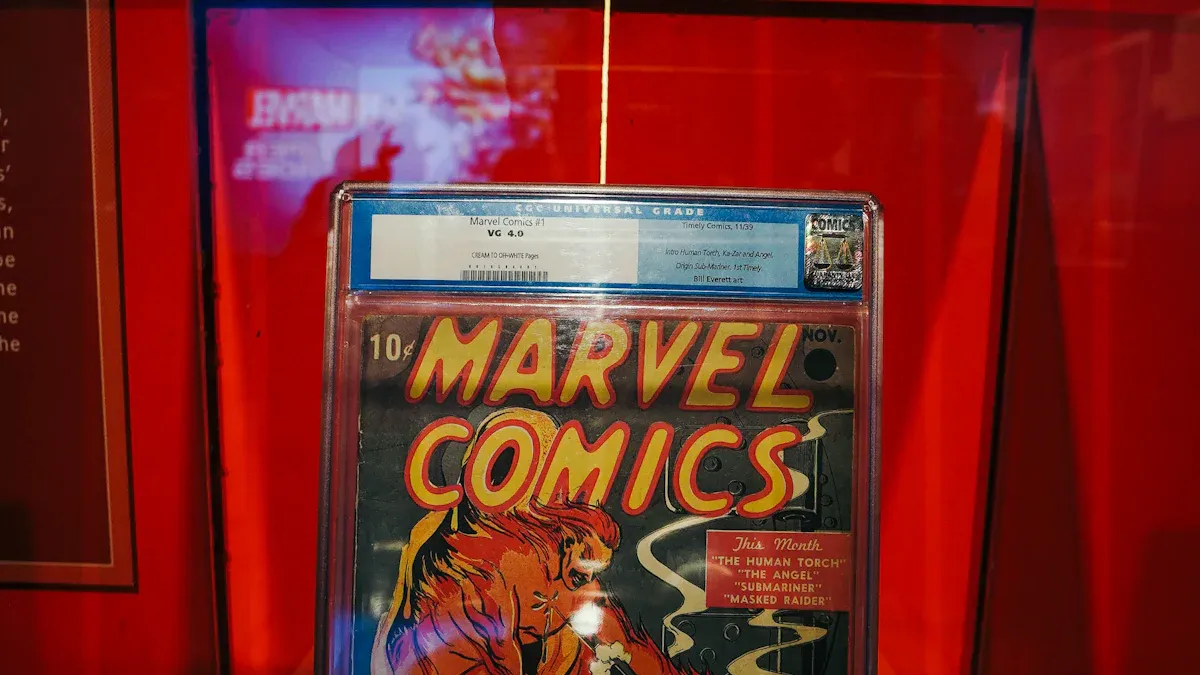 CGC UNIVERSAL GRADE
Marvel Comics #1
VG 4.0
CREAM TO OFF-WHITE Pages
Timely Comics, 11/39
Intro Human Torch, Ka-Zar and Angel.
Origin Sub-Mariner. 1st Timely.
Bill Everett art
COMICS
10¢
MARVEL
NOV.
COMICS
This Month
"THE HUMAN TORCH"
"THE ANGEL"
"SUBMARINER"
"MASKED RAIDER"